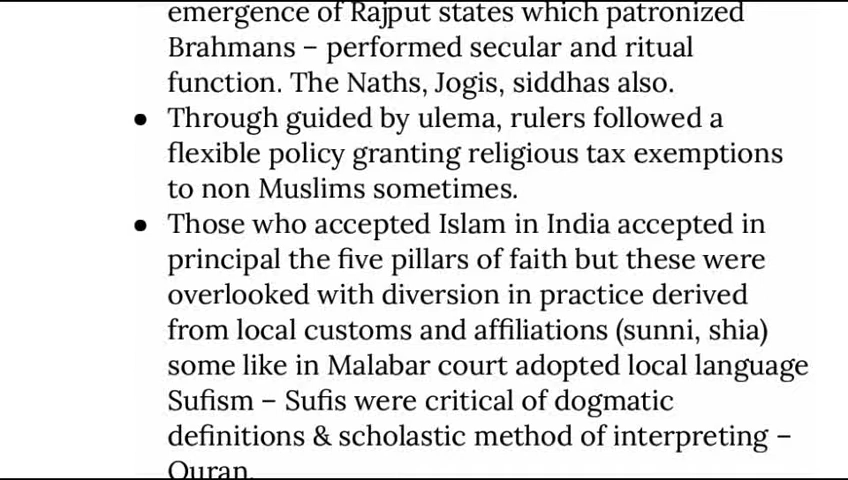 emergence of Rajput states which patronized
Brahmans – performed secular and ritual
function. The Naths, Jogis, siddhas also.
● Through guided by ulema, rulers followed a
flexible policy granting religious tax exemptions
to non Muslims sometimes.
● Those who accepted Islam in India accepted in
principal the five pillars of faith but these were
overlooked with diversion in practice derived
from local customs and affiliations (sunni, shia)
some like in Malabar court adopted local language
Sufism – Sufis were critical of dogmatic
definitions & scholastic method of interpreting –
Quran.